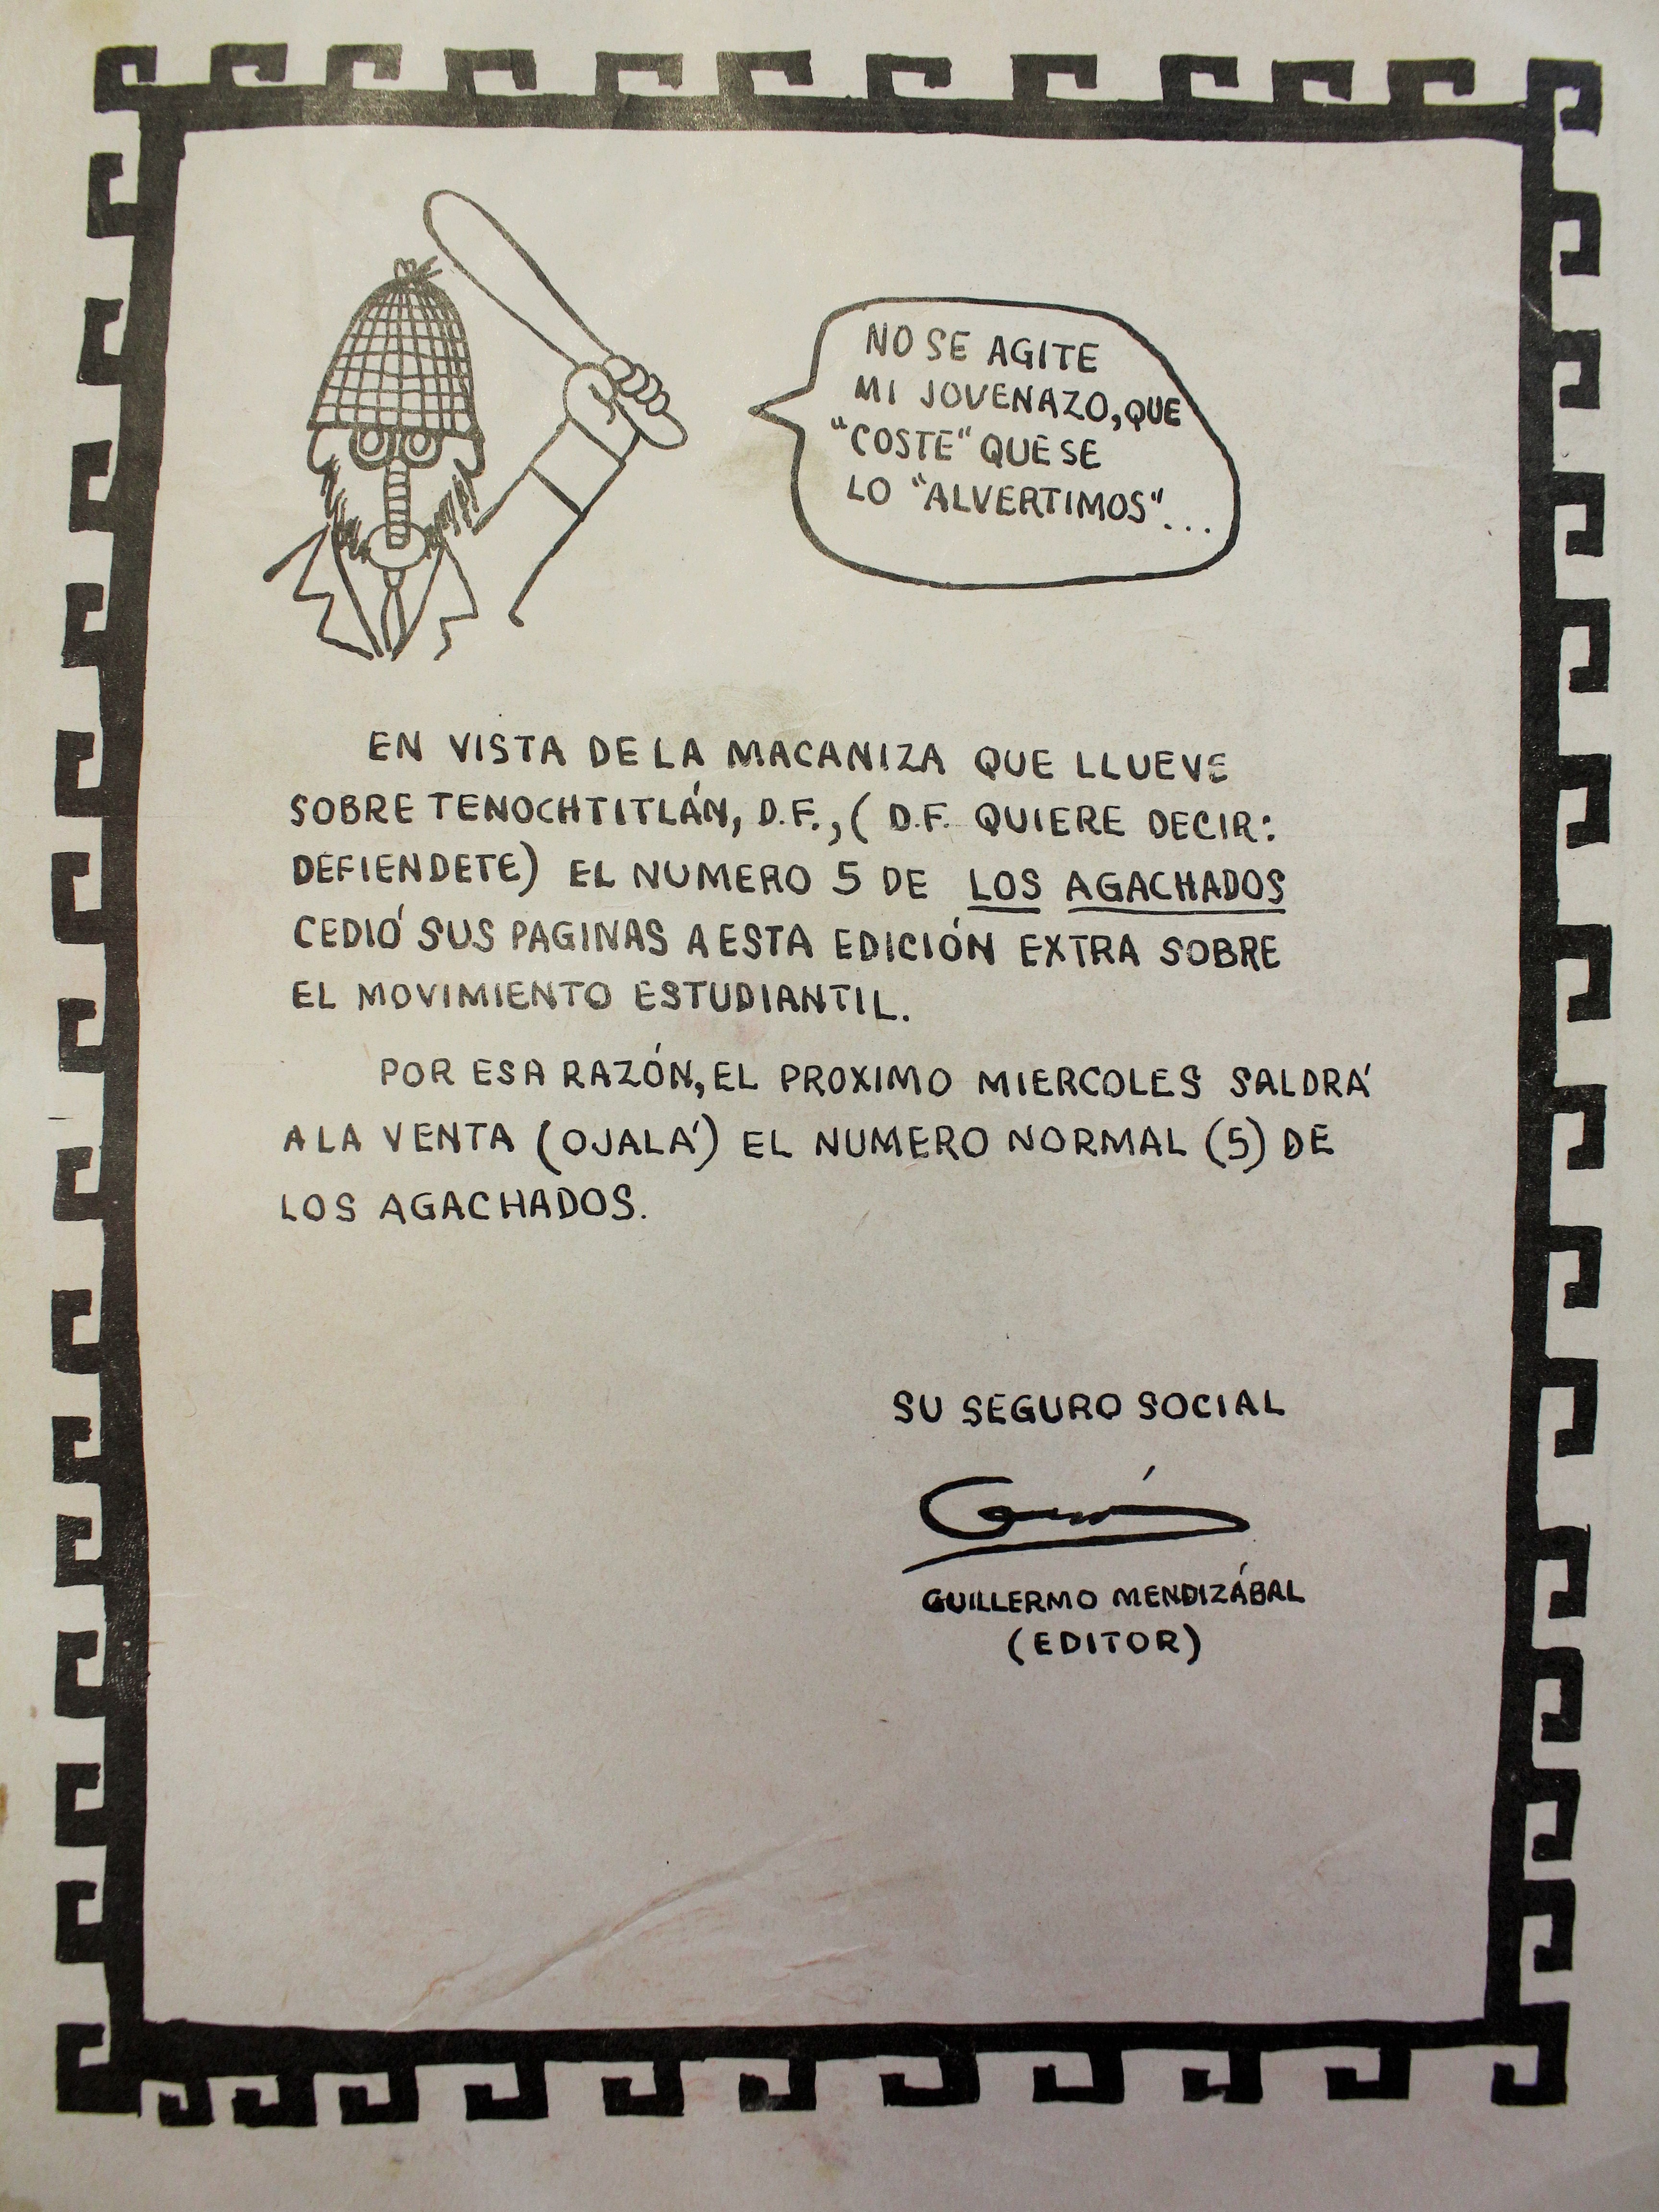 NO SE AGITE
MI JOVENAZO, QUE
"COSTE" QUE SE
LO "ALVERTIMOS"...
EN VISTA DE LA MACANIZA QUE LLUEVE
SOBRE TENOCHTITLÁN, D.F., ( D.F. QUIERE DECIR:
DEFIENDETE) EL NUMERO 5 DE LOS AGACHADOS
CEDIÓ SUS PAGINAS A ESTA EDICIÓN EXTRA SOBRE
EL MOVIMIENTO ESTUDIANTIL.
POR ESA RAZÓN, EL PROXIMO MIERCOLES SALDRÁ
A LA VENTA (OJALÁ) EL NUMERO NORMAL (5) DE
LOS AGACHADOS.
SU SEGURO SOCIAL
GUILLERMO MENDIZÁBAL
(EDITOR)